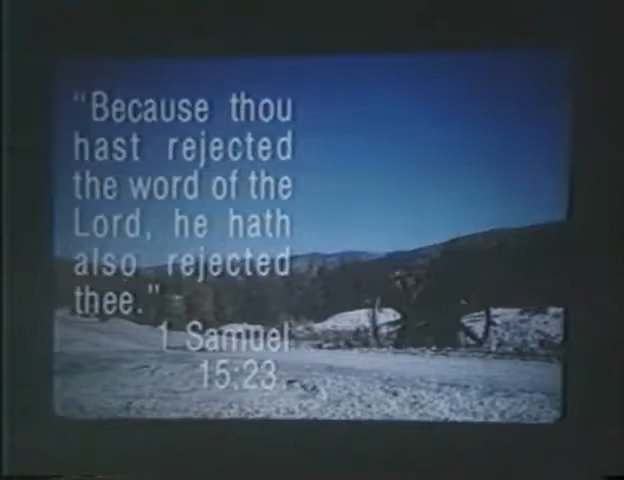 "Because thou
hast rejected
the word of the
Lord, he hath
also rejected
thee."
1 Samuel
15:23